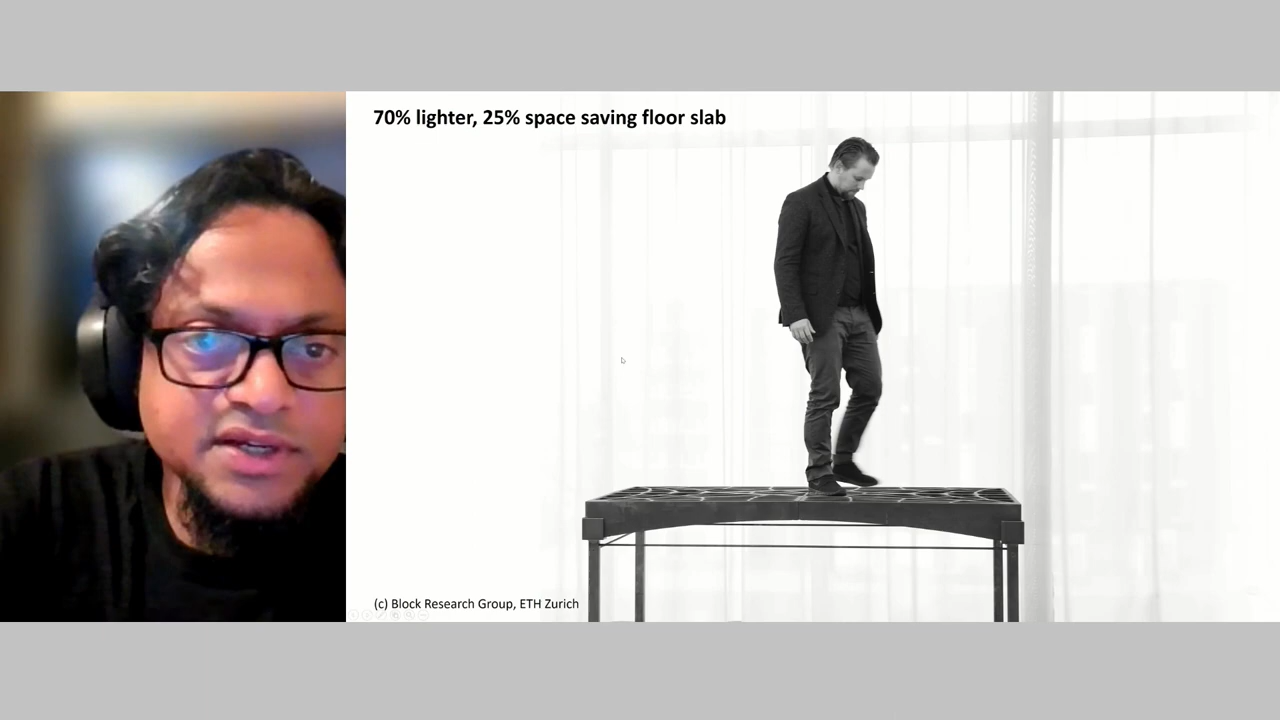 70% lighter, 25% space saving floor slab
(c) Block Research Group, ETH Zurich